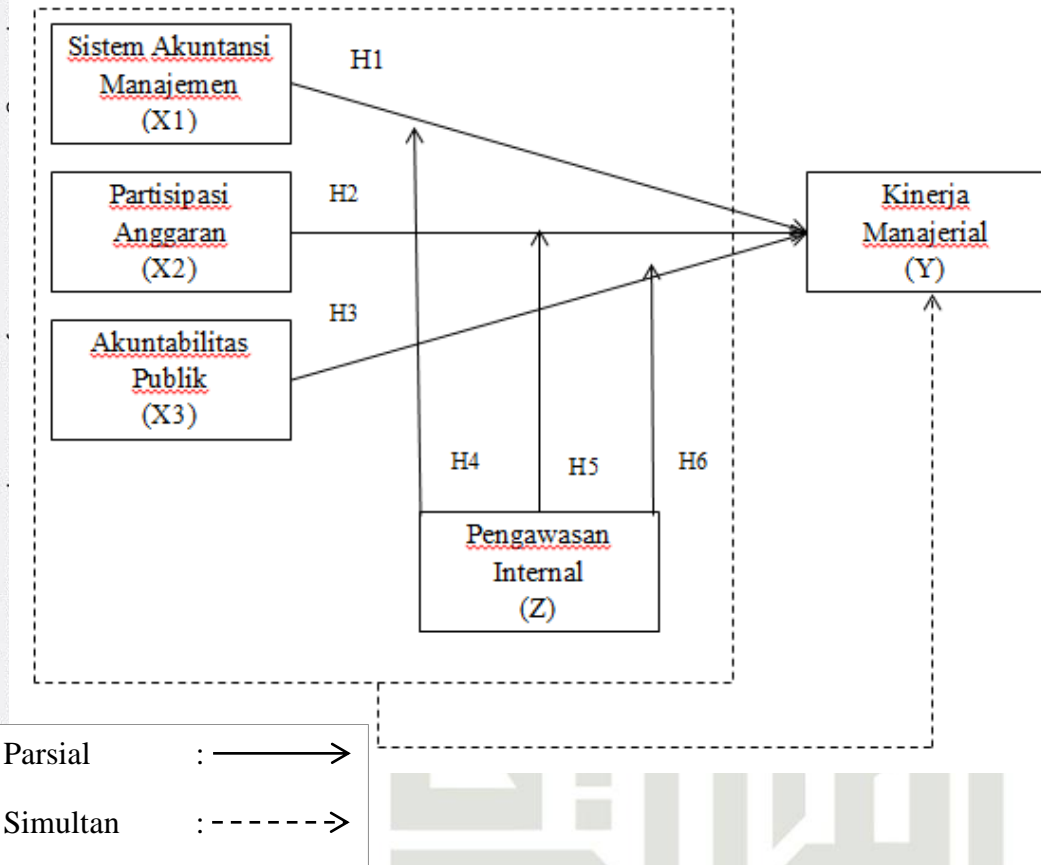 Sistem Akuntansi
Manajemen
(X1)
H1
Partisipasi
Anggaran
(X2)
H2
Kinerja
Manajerial
(Y)
H3
Akuntabilitas
Publik
(X3)
H4
H5
H6
Pengawasan
Internal
(Z)
Parsial :
Simultan :